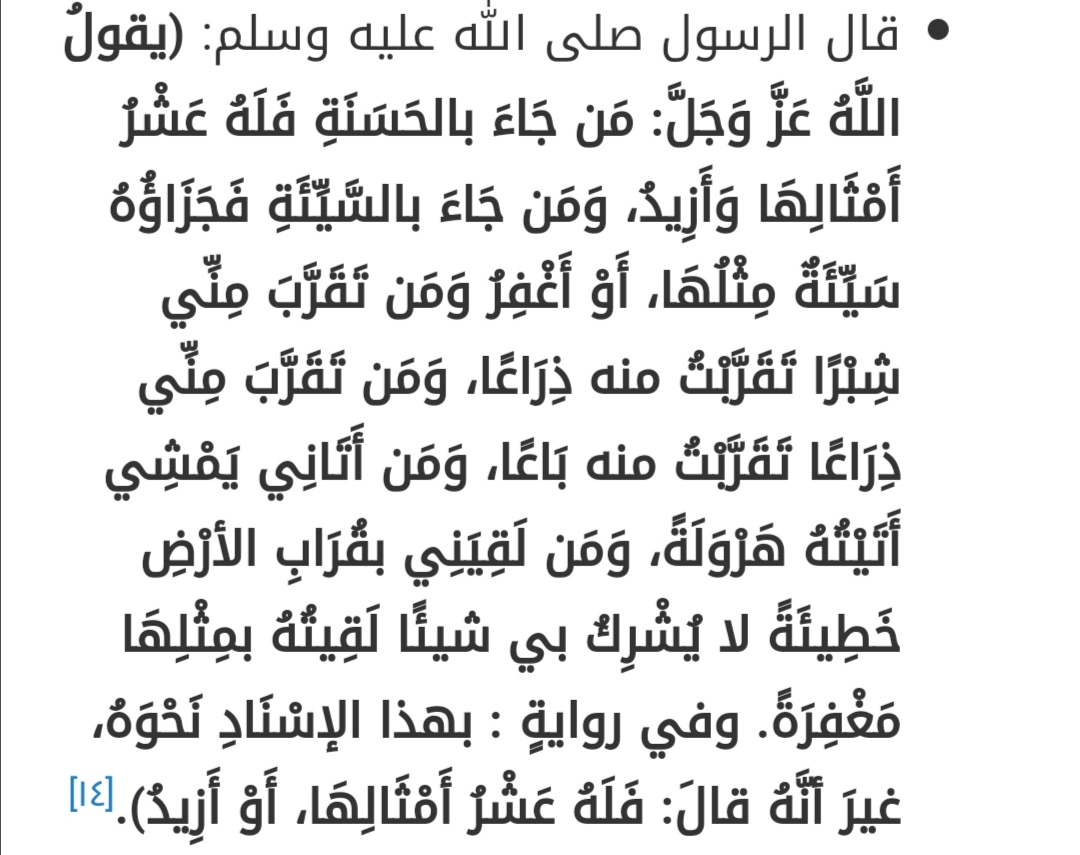 • قال الرسول صلى الله عليه وسلم: (يقولُ
اللَّهُ عَزَّ وَجَلَّ: مَن جَاءَ بالحَسَنَةِ فَلَهُ عَشْرُ
أَمْثَالِهَا وَأَزِيدُ، وَمَن جَاءَ بالسَّيِّئَةِ فَجَزَاؤُهُ
سَيِّئَةٌ مِثْلُهَا، أَوْ أَغْفِرُ وَمَن تَقَرَّبَ مِنِّي
شِبْرًا تَقَرَّبْتُ منه ذِرَاعًا، وَمَن تَقَرَّبَ مِنِّي
ذِرَاعًا تَقَرَّبْتُ منه بَاعًا، وَمَن أَتَانِي يَمْشِي
أَتَيْتُهُ هَرْوَلَةً، وَمَن لَقِيَنِي بقُرَابِ الأرْضِ
خَطِيئَةً لا يُشْرِكُ بي شيئًا لَقِيتُهُ بمِثْلِهَا
مَغْفِرَةً. وفي روايةٍ : بهذا الإسْنَادِ نَحْوَهُ،
غيرَ أنَّهُ قالَ: فَلَهُ عَشْرُ أَمْثَالِهَا، أَوْ أَزِيدُ).[١٤]